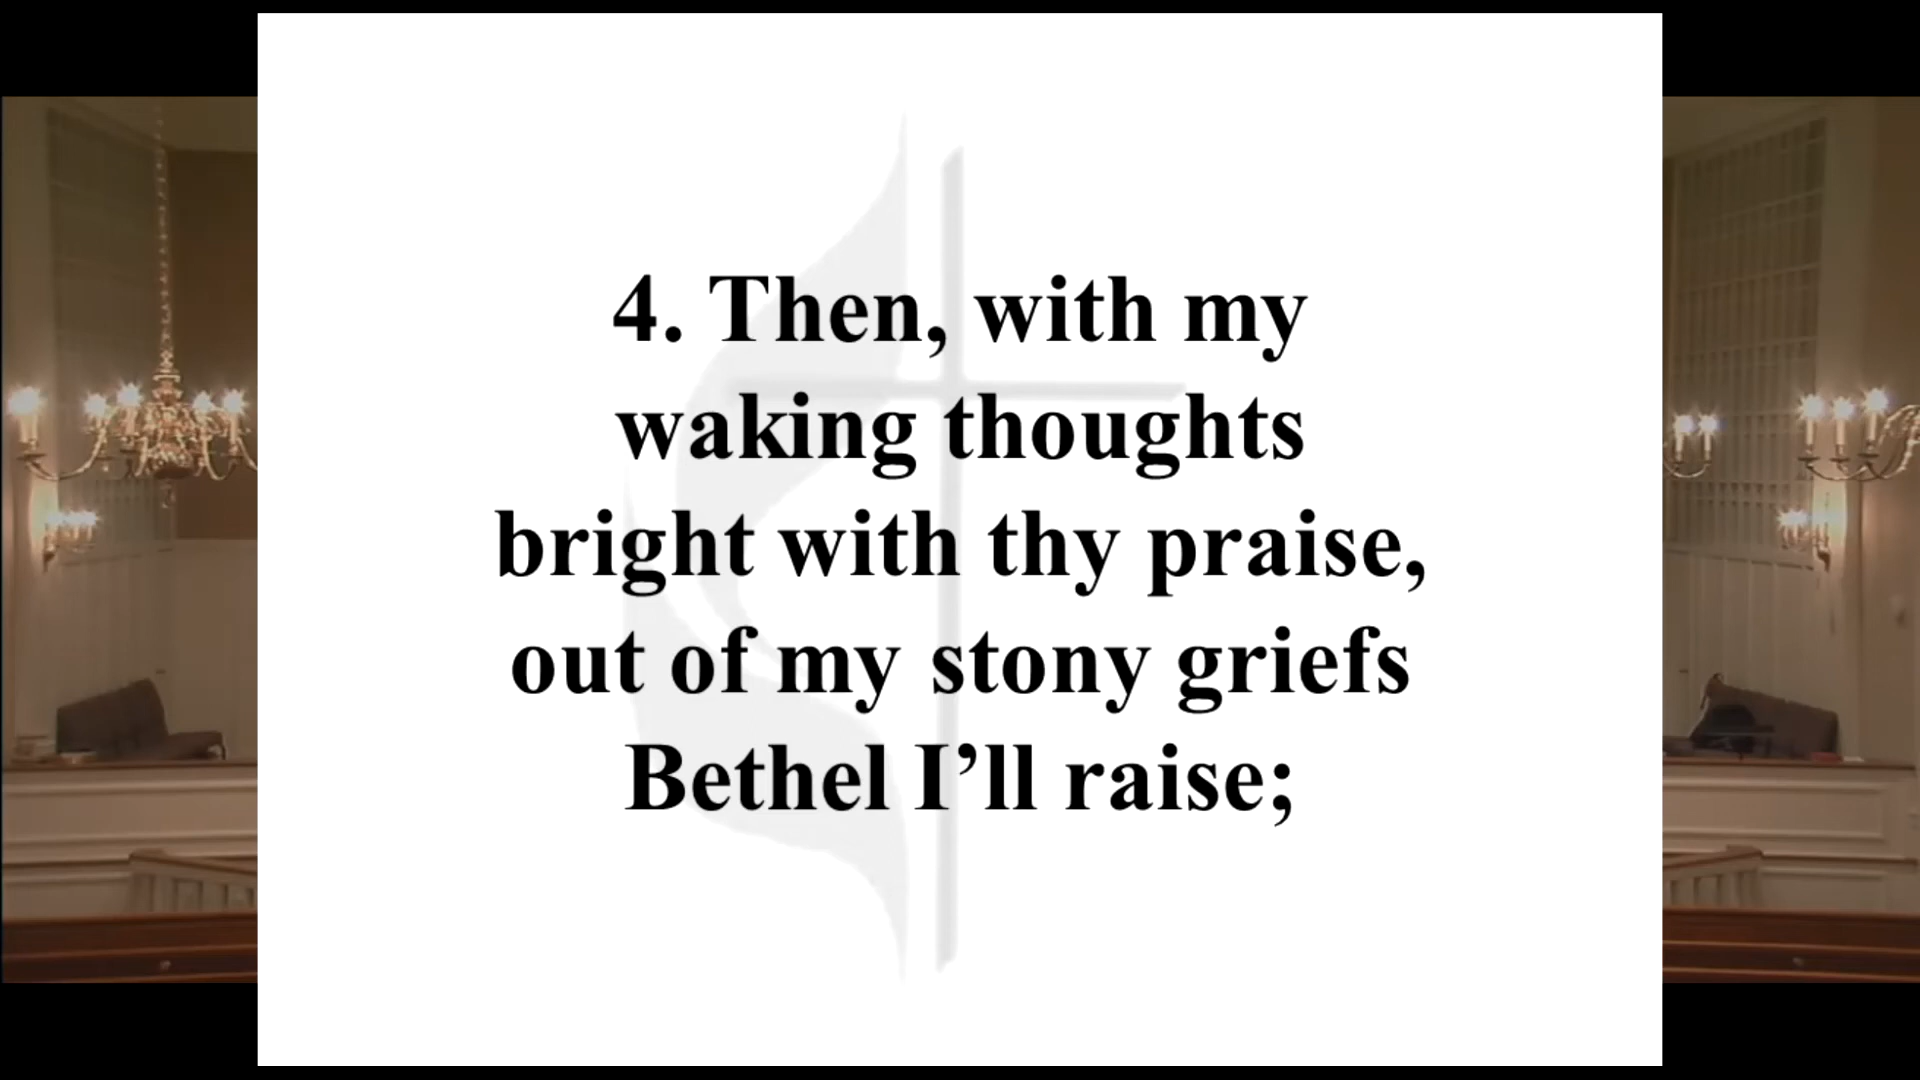 4. Then, with my
waking thoughts
bright with thy praise,
out of my stony griefs
Bethel I’ll raise;